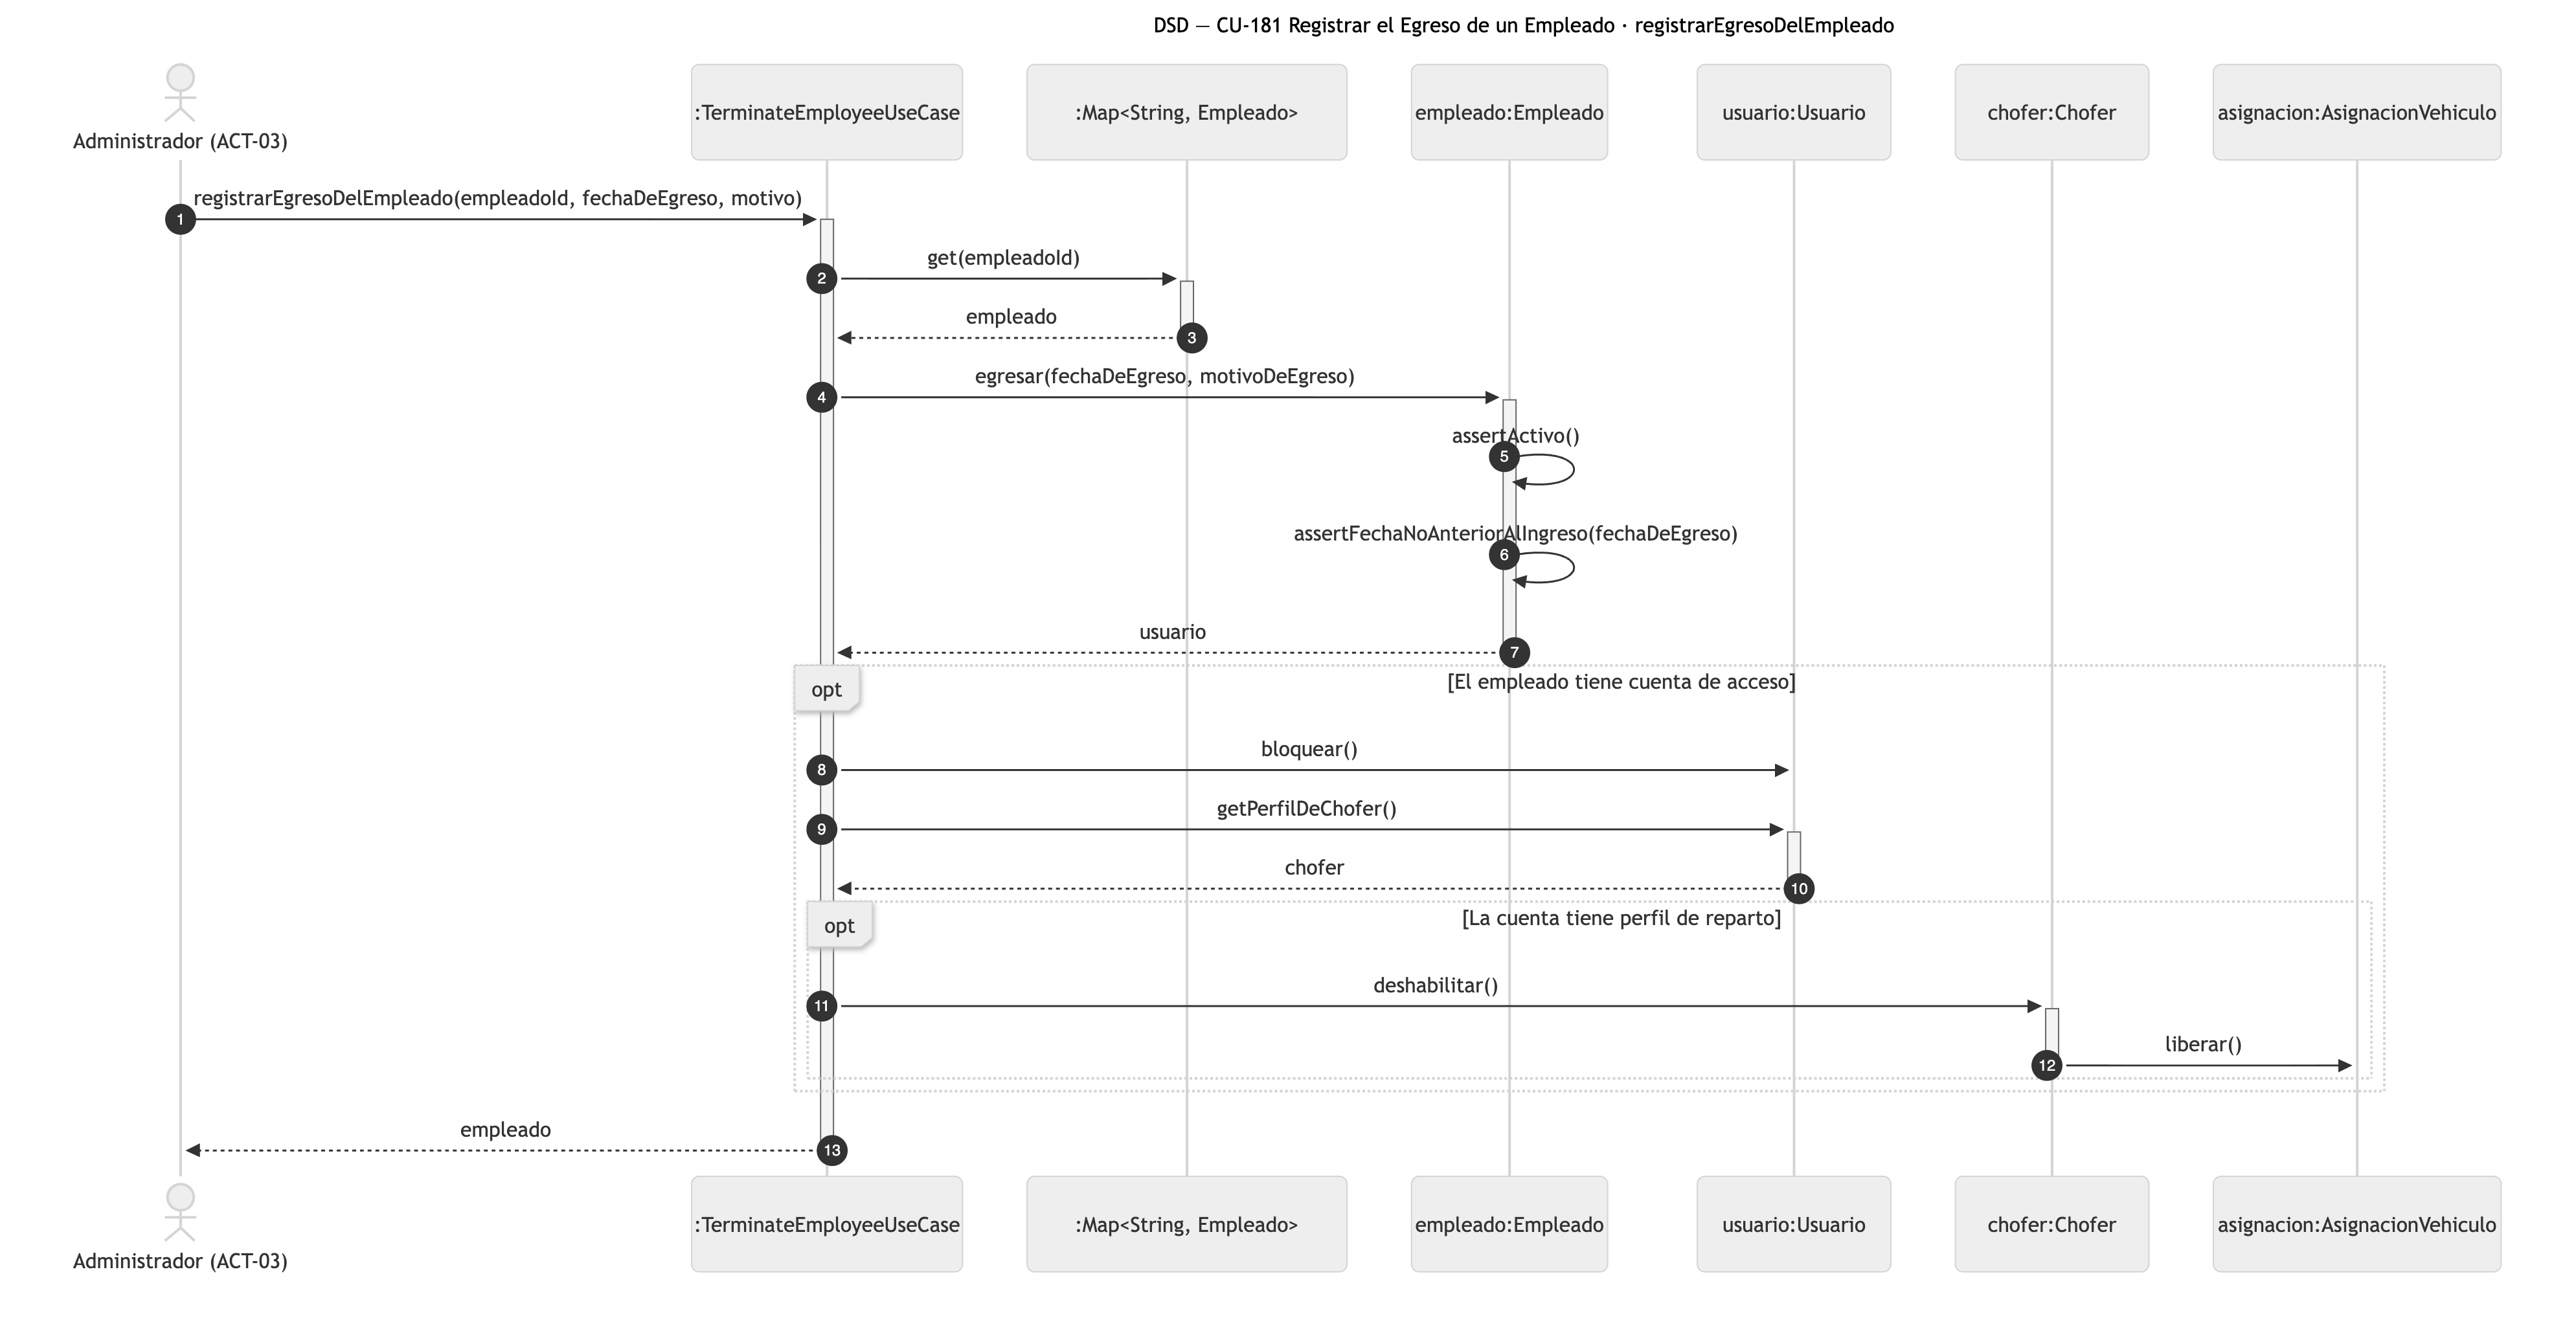 DSD — CU-181 Registrar el Egreso de un Empleado · registrarEgresoDelEmpleado
Administrador (ACT-03)
:TerminateEmployeeUseCase
:Map<String, Empleado>
empleado:Empleado
usuario:Usuario
chofer:Chofer
asignacion:AsignacionVehiculo
registrarEgresoDelEmpleado(empleadoId, fechaDeEgreso, motivo)
1
get(empleadoId)
2
empleado
3
egresar(fechaDeEgreso, motivoDeEgreso)
4
assertActivo()
5
assertFechaNoAnteriorAlIngreso(fechaDeEgreso)
6
usuario
7
opt
[El empleado tiene cuenta de acceso]
bloquear()
8
getPerfilDeChofer()
9
chofer
10
opt
[La cuenta tiene perfil de reparto]
deshabilitar()
11
liberar()
12
empleado
13
Administrador (ACT-03)
:TerminateEmployeeUseCase
:Map<String, Empleado>
empleado:Empleado
usuario:Usuario
chofer:Chofer
asignacion:AsignacionVehiculo